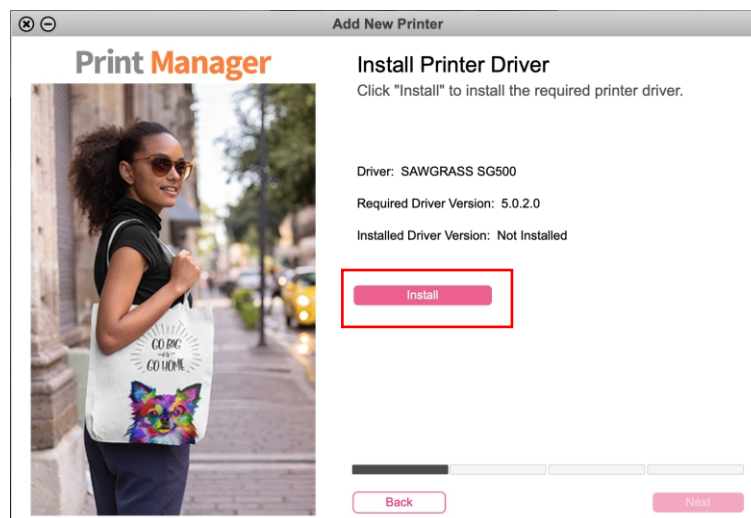 Add New Printer
Print Manager
Install Printer Driver
Click "Install" to install the required printer driver.
Driver: SAWGRASS SG500
Required Driver Version: 5.0.2.0
Installed Driver Version: Not Installed
Install
GO BIG
OR
GO HOME
Back
Next